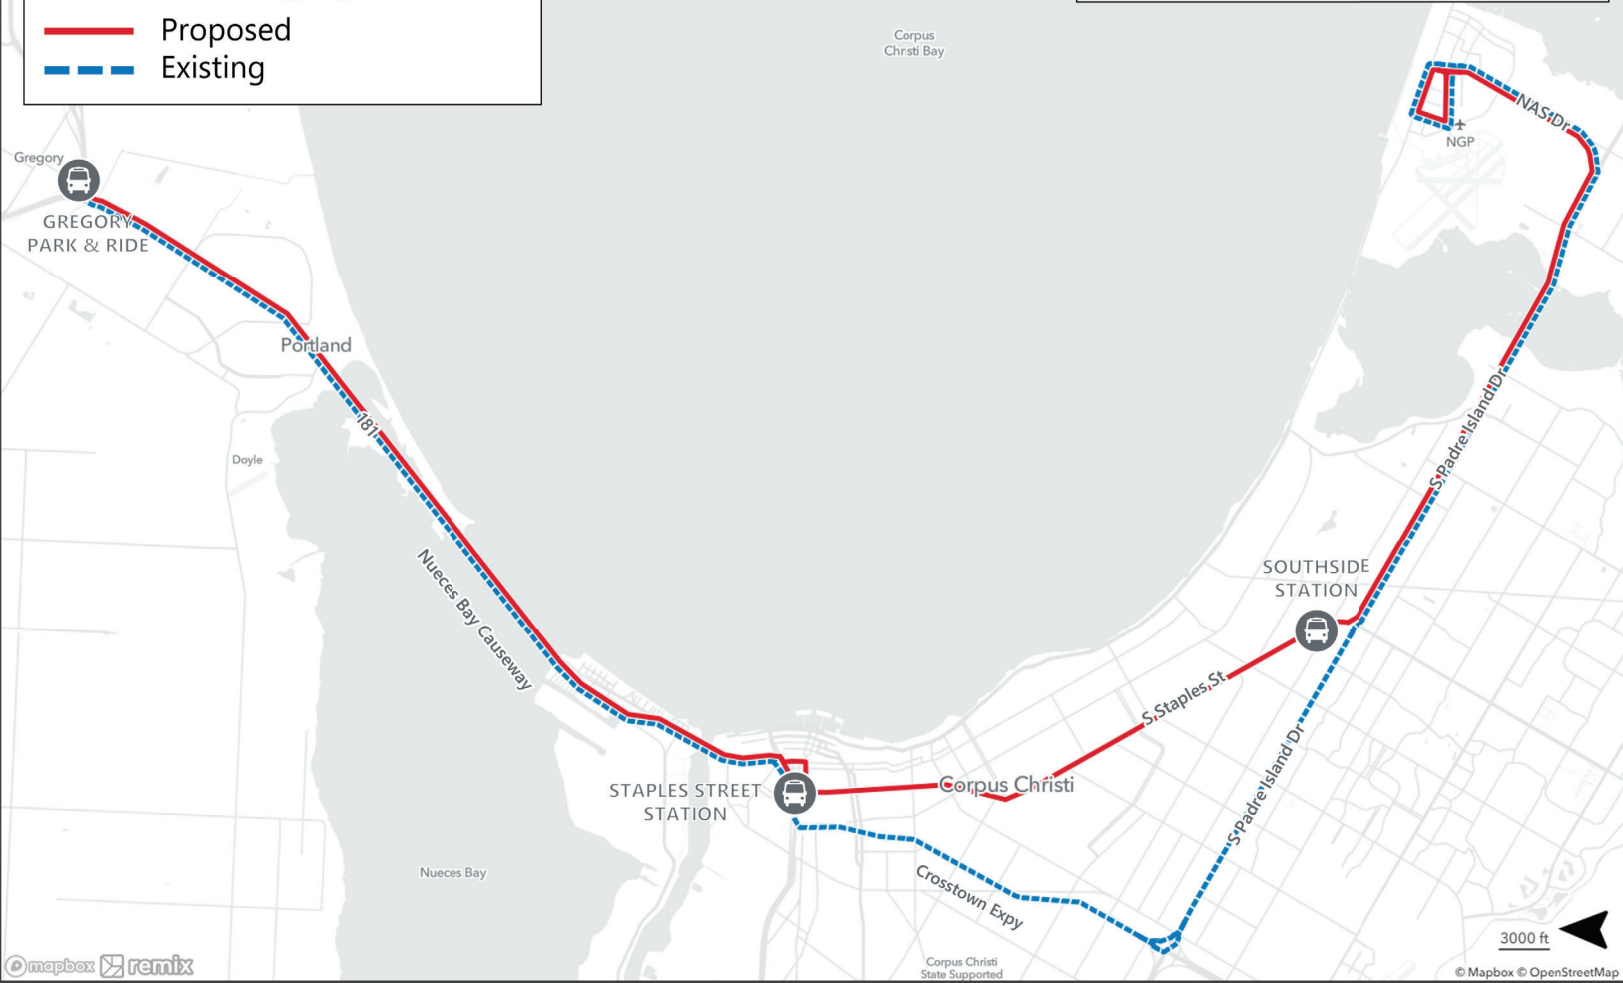 Proposed
Existing
Corpus
Christi Bay
NAS Dr
NGP
Gregory
GREGORY
PARK & RIDE
Portland
181
S Padre Island Dr
Doyle
Nueces Bay Causeway
SOUTHSIDE
STATION
S Staples St
STAPLES STREET
STATION
Corpus Christi
S Padre Island Dr
Nueces Bay
Crosstown Expy
3000 ft
Corpus Christi
State Supported
mapbox remix
© Mapbox © OpenStreetMap